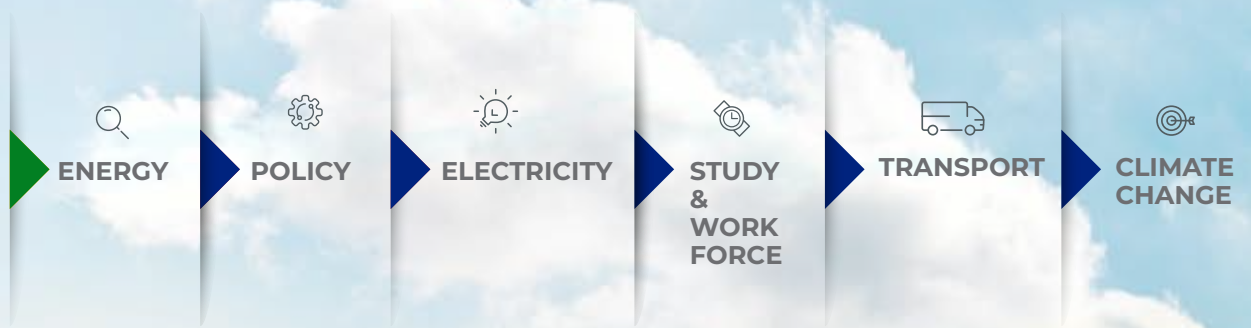 ENERGY
POLICY
ELECTRICITY
STUDY
&
WORK
FORCE
TRANSPORT
CLIMATE
CHANGE